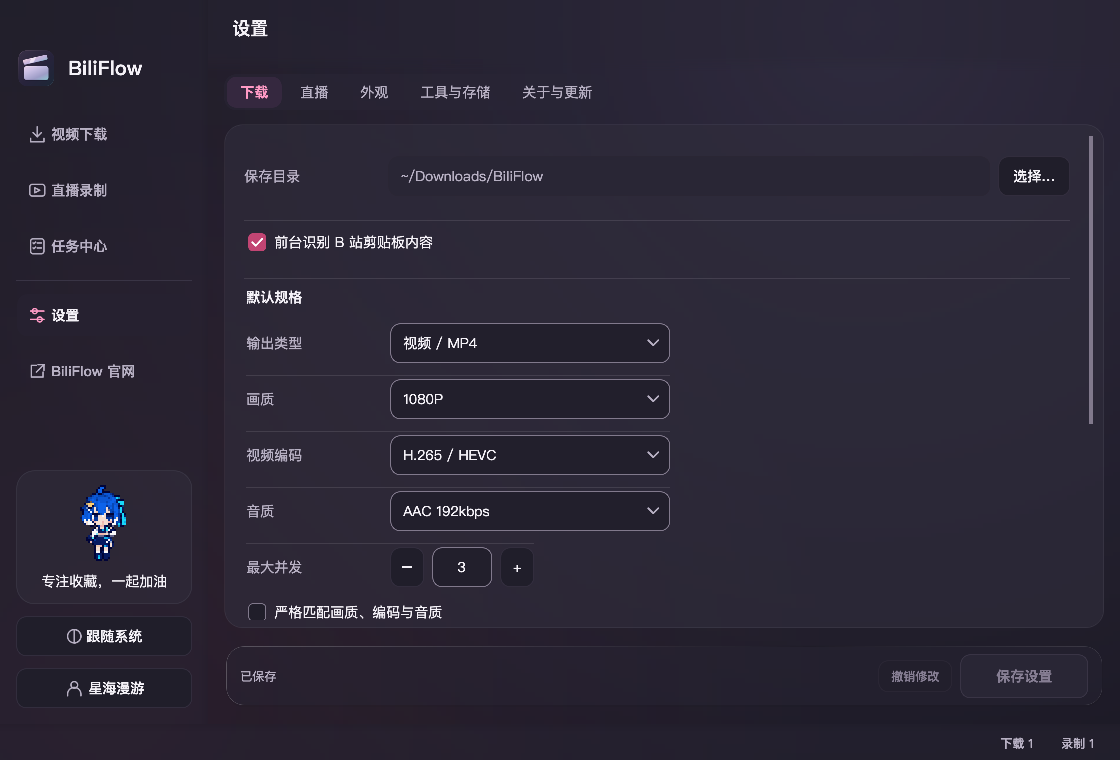 设置
BiliFlow
视频下载
直播录制
任务中心
设置
BiliFlow 官网
专注收藏，一起加油
跟随系统
星海漫游
下载 直播 外观 工具与存储 关于与更新
保存目录 ~/Downloads/BiliFlow 选择...
前台识别 B 站剪贴板内容
默认规格
输出类型 视频 / MP4
画质 1080P
视频编码 H.265 / HEVC
音质 AAC 192kbps
最大并发 − 3 +
严格匹配画质、编码与音质
已保存 撤销修改 保存设置
下载 1 录制 1